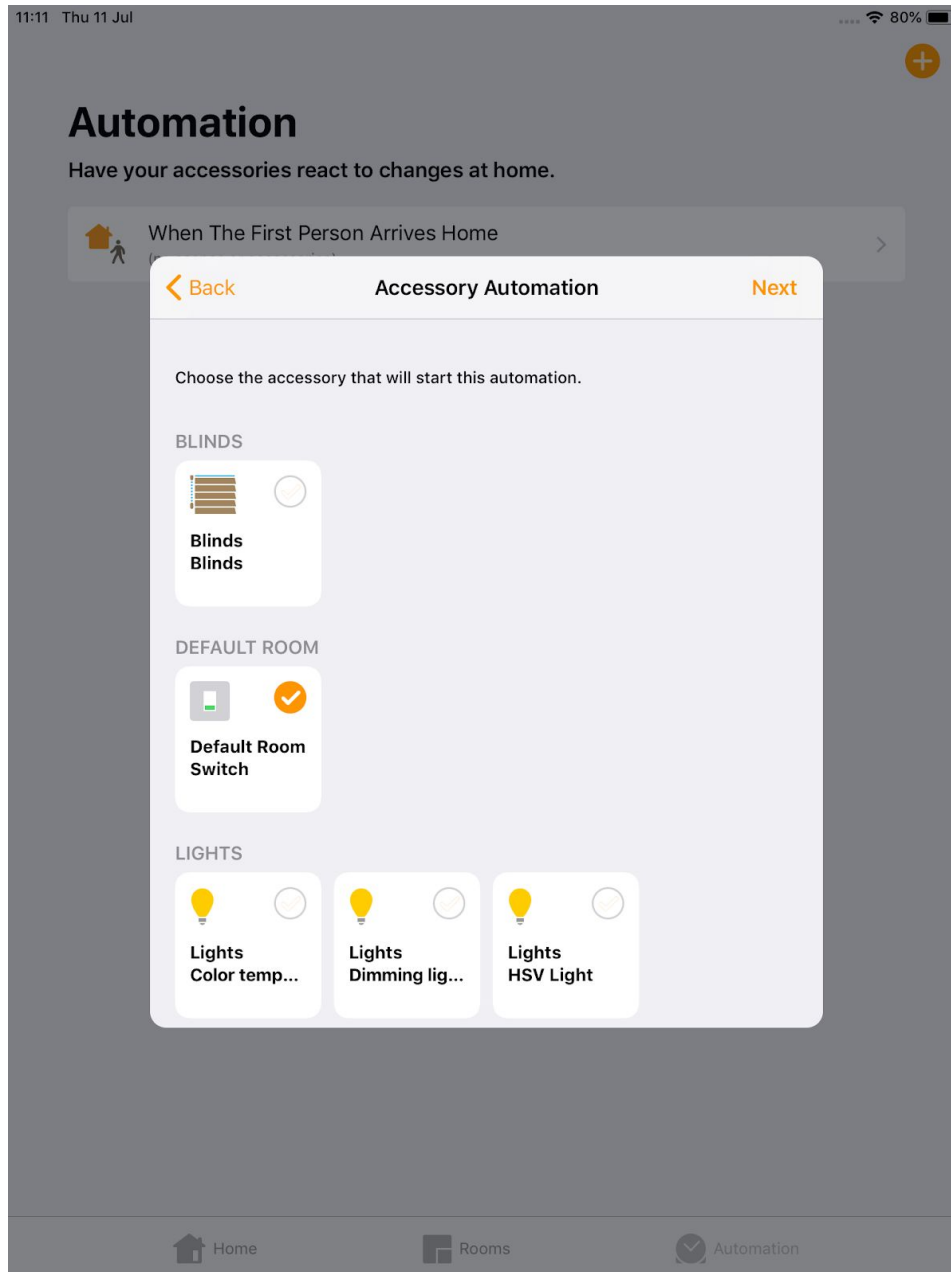 11:11 Thu 11 Jul
80%
Automation
Have your accessories react to changes at home.
When The First Person Arrives Home
Back
Accessory Automation
Next
Choose the accessory that will start this automation.
BLINDS
Blinds
Blinds
DEFAULT ROOM
Default Room
Switch
LIGHTS
Lights
Color temp...
Lights
Dimming lig...
Lights
HSV Light
Home
Rooms
Automation